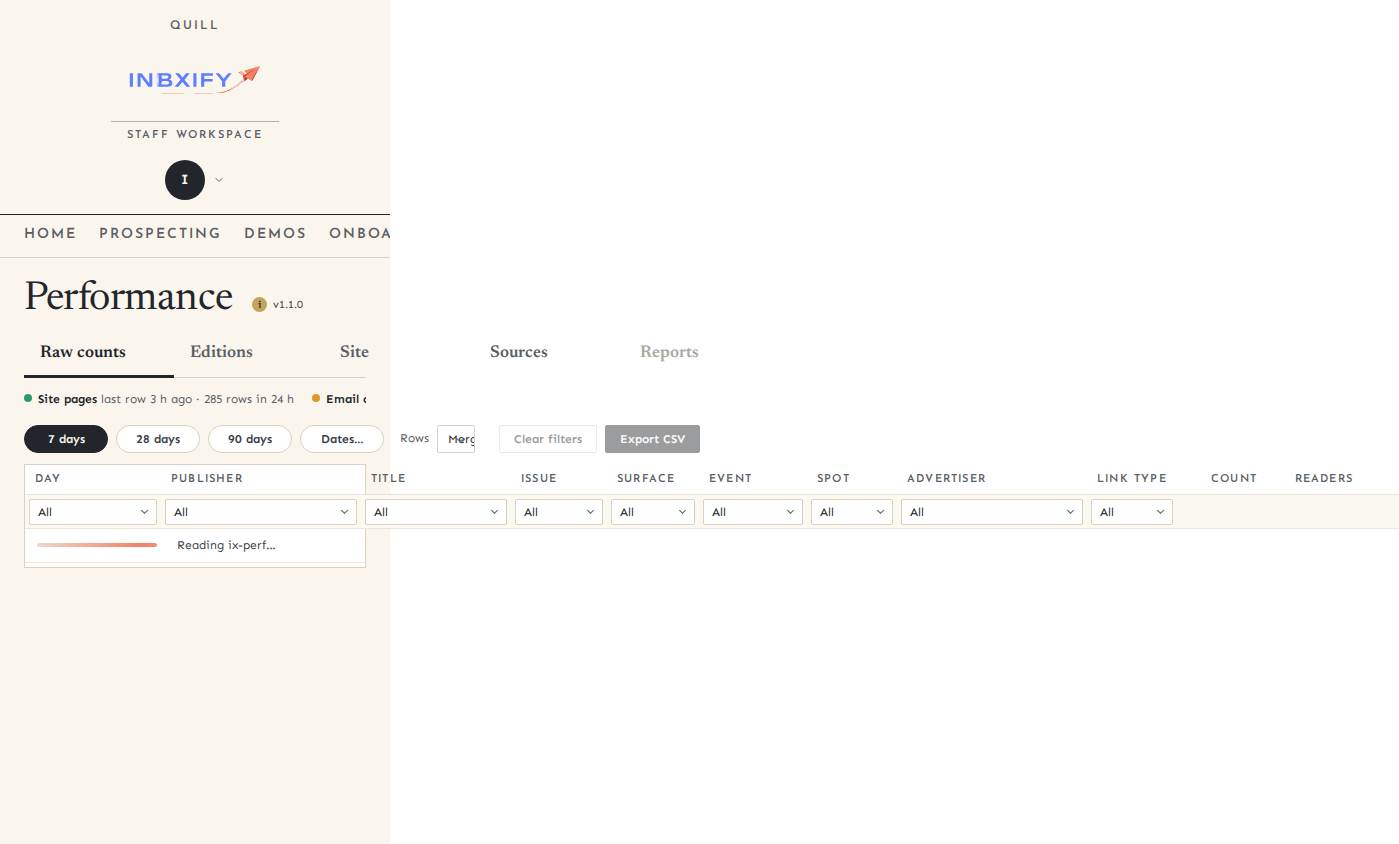 QUILL
INBXIFY
STAFF WORKSPACE
I
HOME PROSPECTING DEMOS
Performance i v1.1.0
Raw counts Editions Site Sources Reports
Site pages last row 3 h ago · 285 rows in 24 h Email
7 days 28 days 90 days Dates... Rows Clear filters Export CSV
DAY PUBLISHER TITLE ISSUE SURFACE EVENT SPOT ADVERTISER LINK TYPE COUNT READERS
All All All All All All All All All
Reading ix-perf...